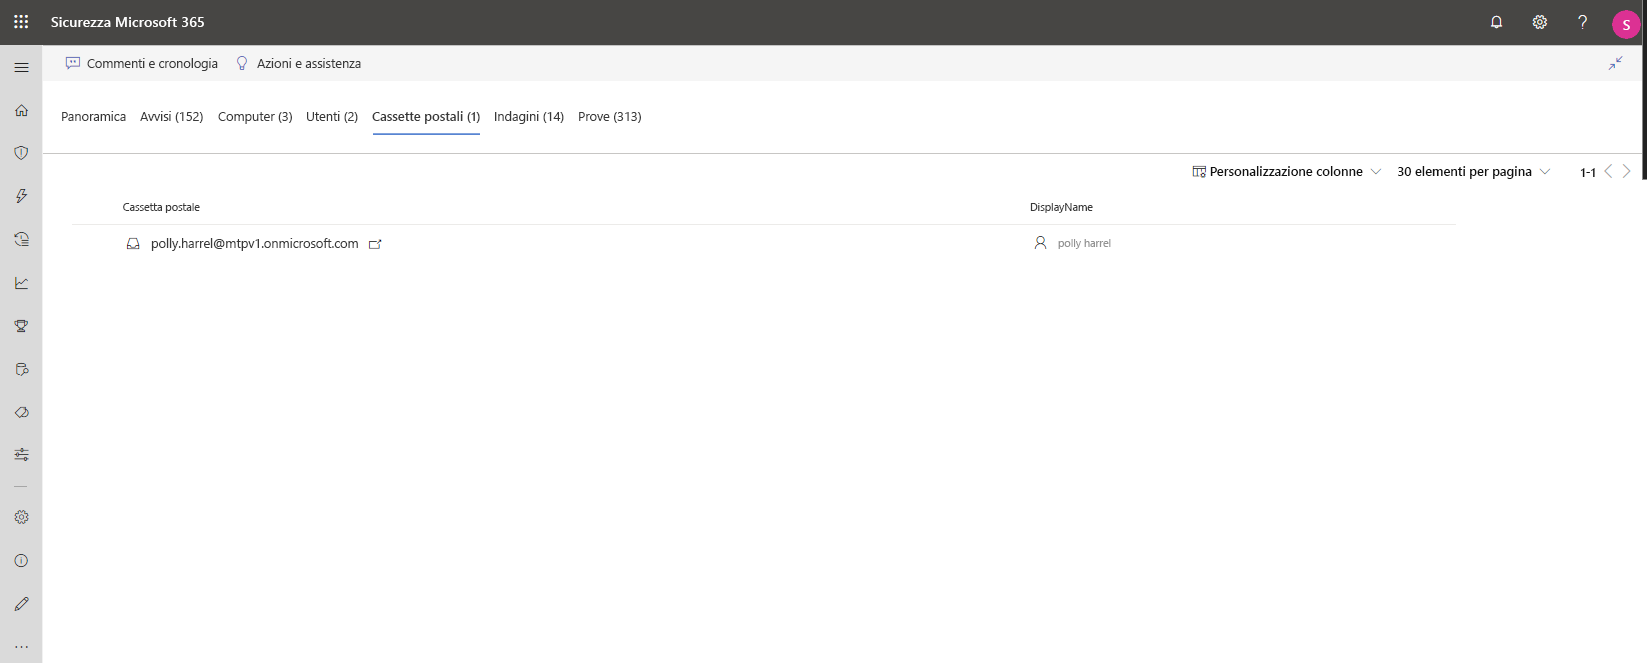 Sicurezza Microsoft 365
S
Commenti e cronologia Azioni e assistenza
Panoramica Avvisi (152) Computer (3) Utenti (2) Cassette postali (1) Indagini (14) Prove (313)
Personalizzazione colonne 30 elementi per pagina 1-1
Cassetta postale DisplayName
polly.harrel@mtpv1.onmicrosoft.com polly harrel